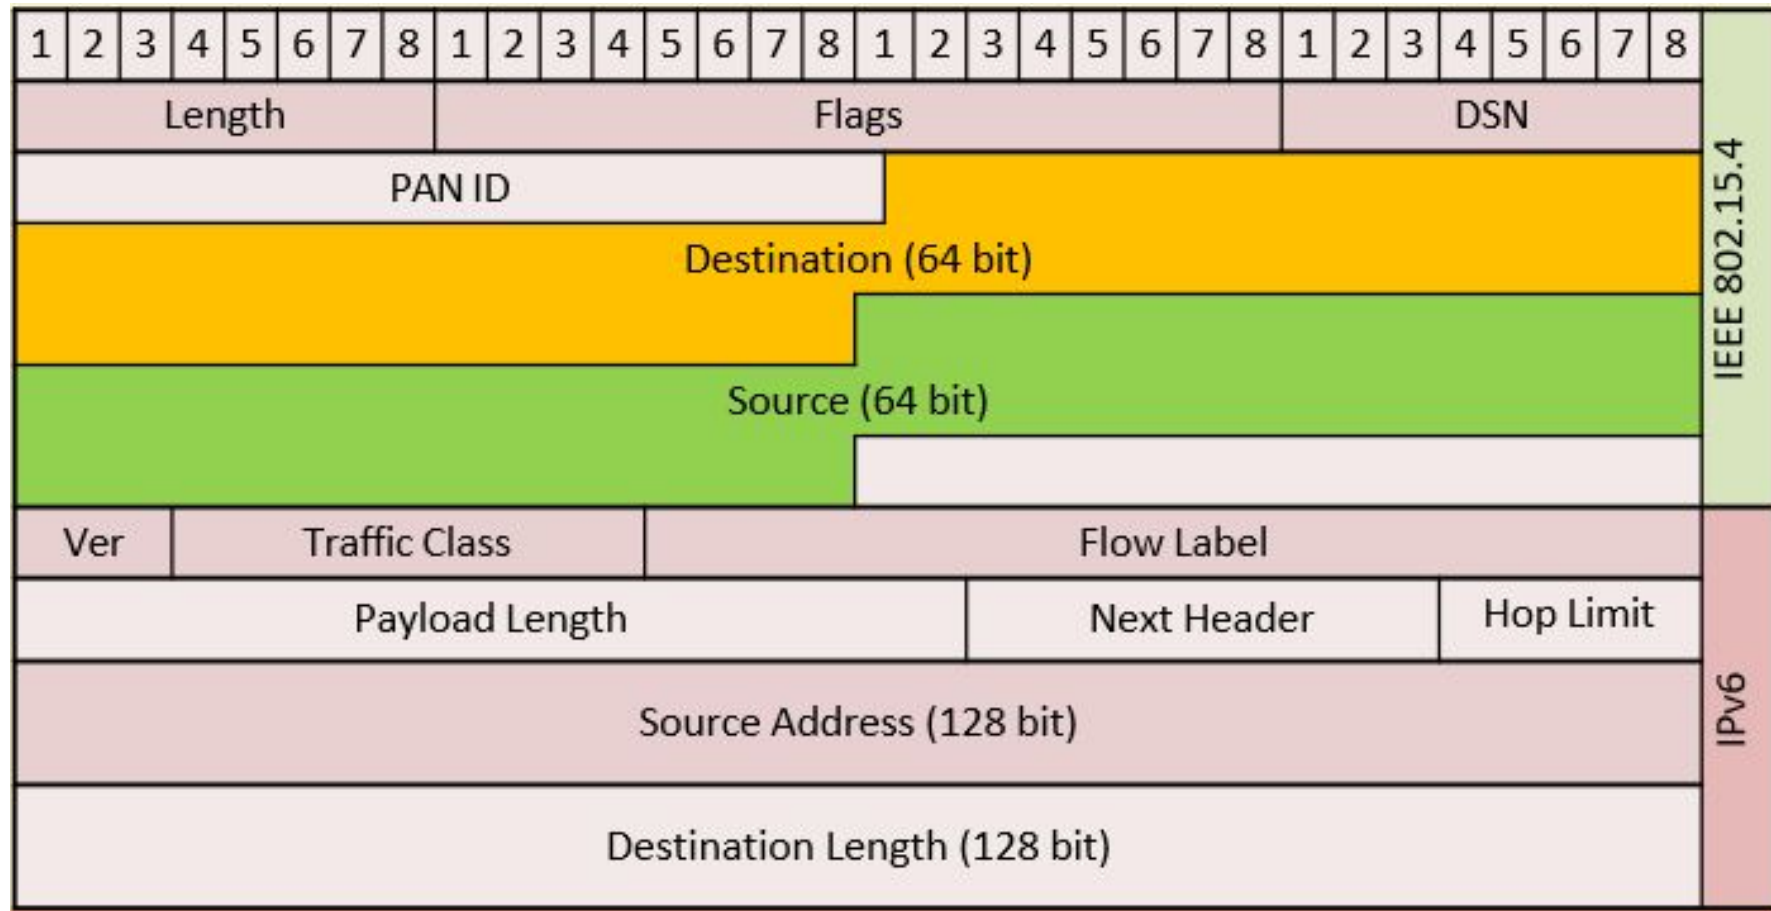 1 2 3 4 5 6 7 8 1 2 3 4 5 6 7 8 1 2 3 4 5 6 7 8 1 2 3 4 5 6 7 8
Length Flags DSN
PAN ID
Destination (64 bit)
Source (64 bit)
IEEE 802.15.4
Ver Traffic Class Flow Label
Payload Length Next Header Hop Limit
Source Address (128 bit)
Destination Length (128 bit)
IPv6